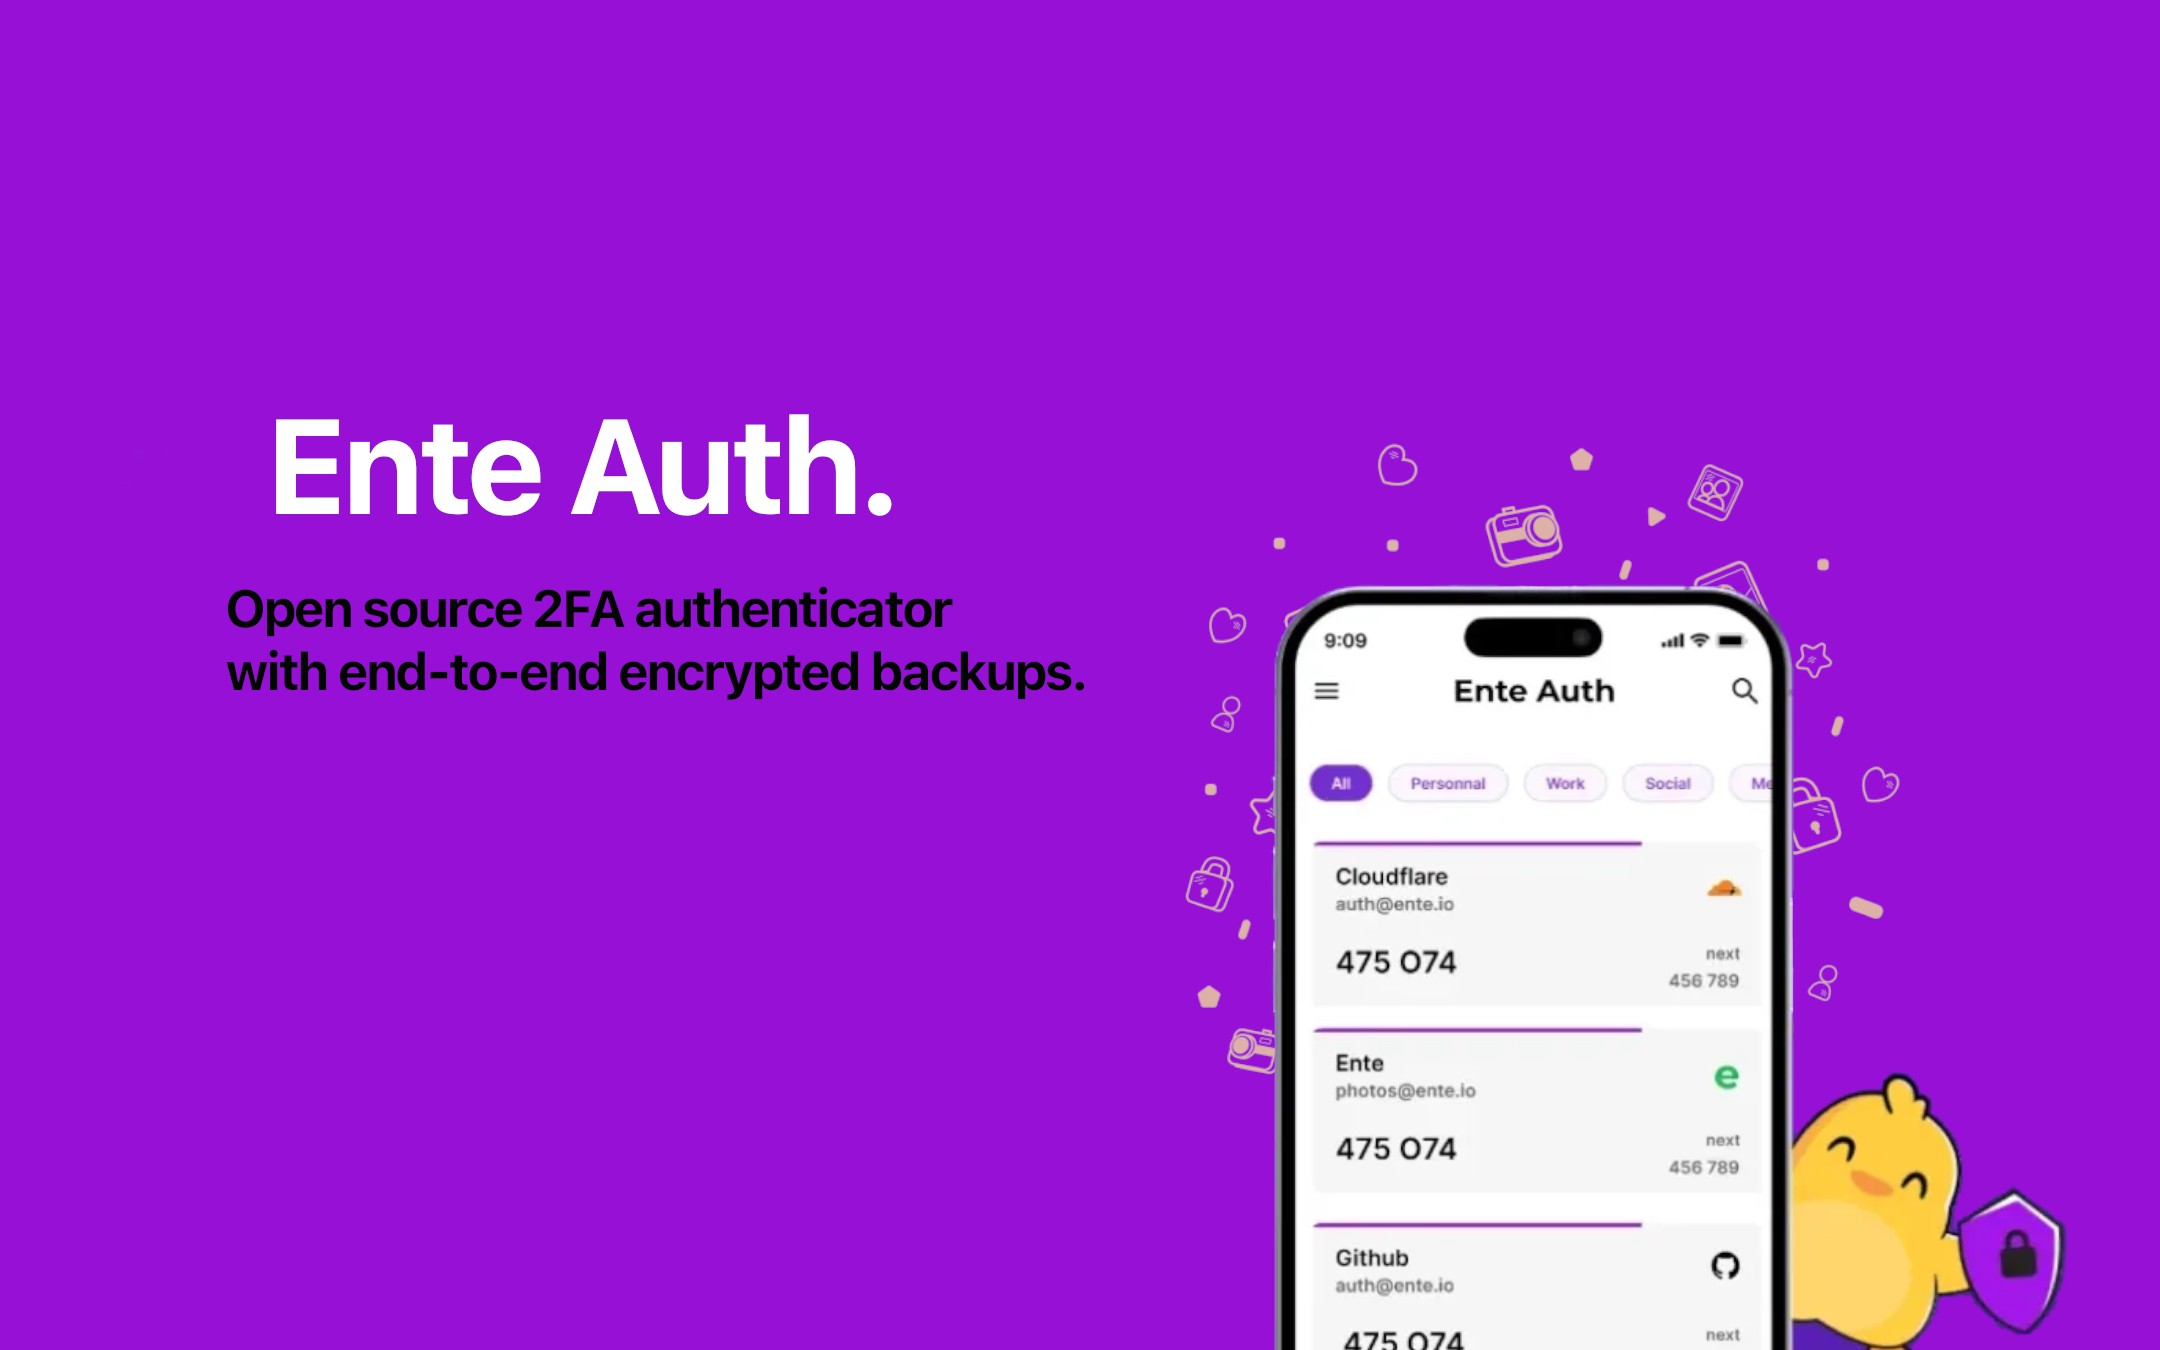 Ente Auth.
Open source 2FA authenticator
with end-to-end encrypted backups.
9:09
Ente Auth
All Personnal Work Social Me
Cloudflare
auth@ente.io
475 074
next
456 789
Ente
photos@ente.io
e
475 074
next
456 789
Github
auth@ente.io
475 074
next